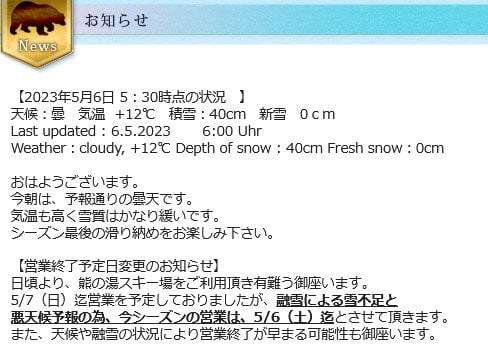 お知らせ
News
【2023年5月6日 5：30時点の状況　】
天候：曇　気温　+12℃　積雪：40cm　新雪　0ｃｍ
Last updated：6.5.2023　　6:00 Uhr
Weather：cloudy, +12℃ Depth of snow：40cm Fresh snow：0cm
おはようございます。
今朝は、予報通りの曇天です。
気温も高く雪質はかなり緩いです。
シーズン最後の滑り納めをお楽しみ下さい。
【営業終了予定日変更のお知らせ】
日頃より、熊の湯スキー場をご利用頂き有難う御座います。
5/7（日）迄営業を予定しておりましたが、融雪による雪不足と
悪天候予報の為、今シーズンの営業は、5/6（土）迄とさせて頂きます。
また、天候や融雪の状況により営業終了が早まる可能性も御座います。